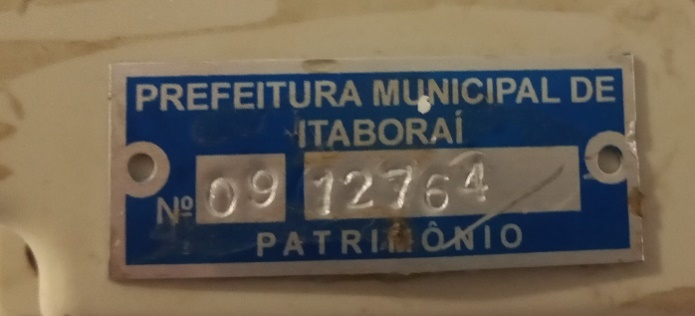 PREFEITURA MUNICIPAL DE
ITABORAÍ
Nº 09 12764
PATRIMÔNIO